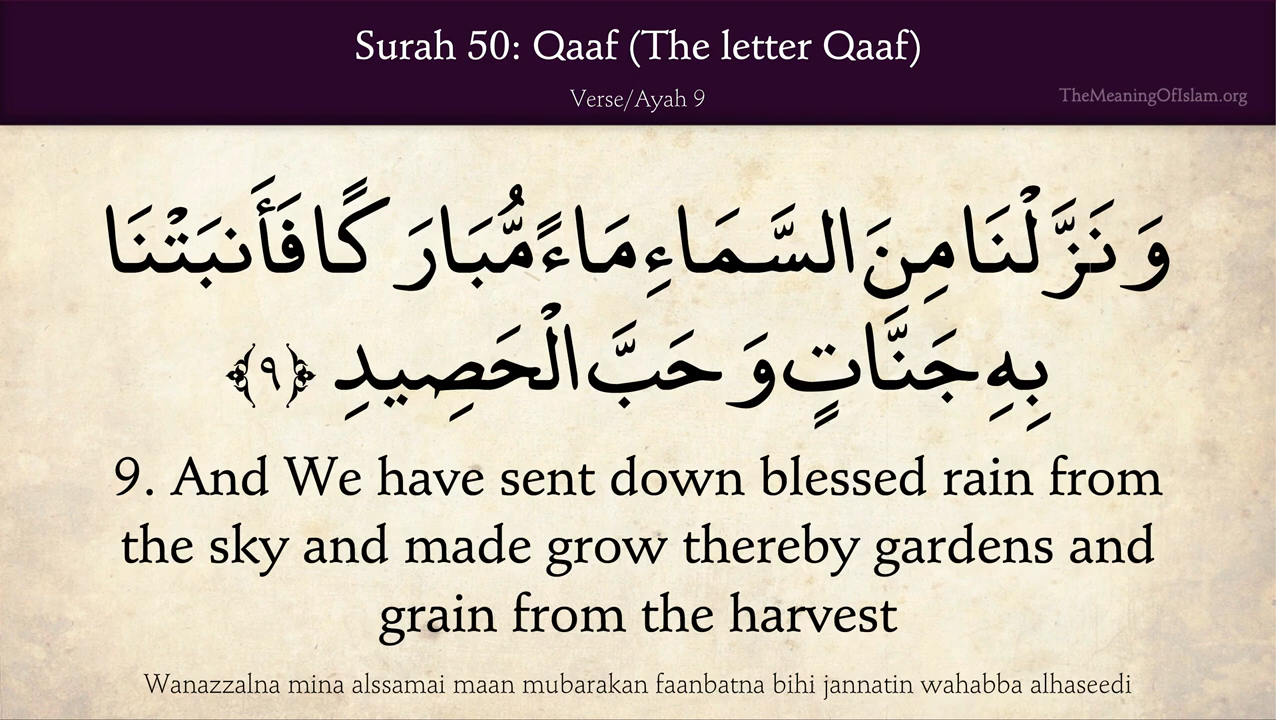 Surah 50: Qaaf (The letter Qaaf)
Verse/Ayah 9
TheMeaningOfIslam.org
وَنَزَّلْنَا مِنَ السَّمَاءِ مَاءً مُّبَارَكًا فَأَنبَتْنَا
بِهِ جَنَّاتٍ وَحَبَّ الْحَصِيدِ ﴿٩﴾
9. And We have sent down blessed rain from
the sky and made grow thereby gardens and
grain from the harvest
Wanazzalna mina alssamai maan mubarakan faanbatna bihi jannatin wahabba alhaseedi